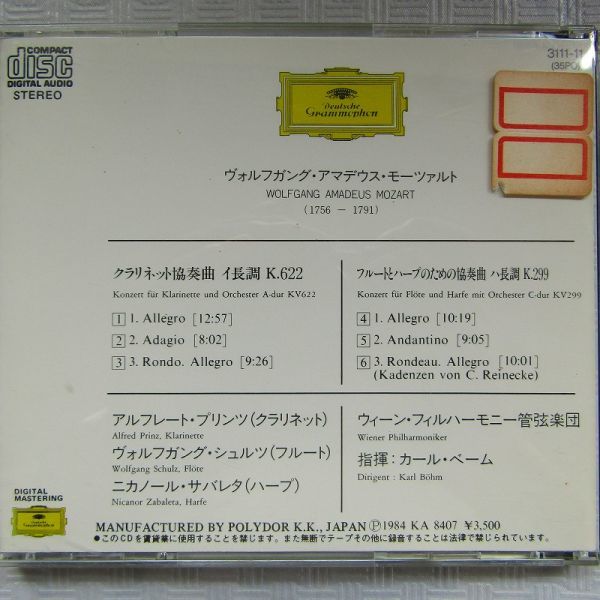 COMPACT
disc
DIGITAL AUDIO
STEREO
3111-11
(35PO)
Deutsche
Grammophon
ヴォルフガング・アマデウス・モーツァルト
WOLFGANG AMADEUS MOZART
(1756 − 1791)
クラリネット協奏曲 イ長調 K.622
Konzert für Klarinette und Orchester A-dur KV622
1 1. Allegro [12:57]
2 2. Adagio [8:02]
3 3. Rondo. Allegro [9:26]
フルートとハープのための協奏曲 ハ長調 K.299
Konzert für Flöte und Harfe mit Orchester C-dur KV299
4 1. Allegro [10:19]
5 2. Andantino [9:05]
6 3. Rondeau. Allegro [10:01]
(Kadenzen von C. Reinecke)
アルフレート・プリンツ(クラリネット)
Alfred Prinz, Klarinette
ヴォルフガング・シュルツ(フルート)
Wolfgang Schulz, Flöte
ニカノール・サバレタ(ハープ)
Nicanor Zabaleta, Harfe
ウィーン・フィルハーモニー管弦楽団
Wiener Philharmoniker
指揮:カール・ベーム
Dirigent : Karl Böhm
DIGITAL
MASTERING
MANUFACTURED BY POLYDOR K.K., JAPAN Ⓟ1984 KA 8407 ¥3,500
●このCDを賃貸業に使用することを禁じます。また無断でテープその他に録音することは法律で禁じられています。